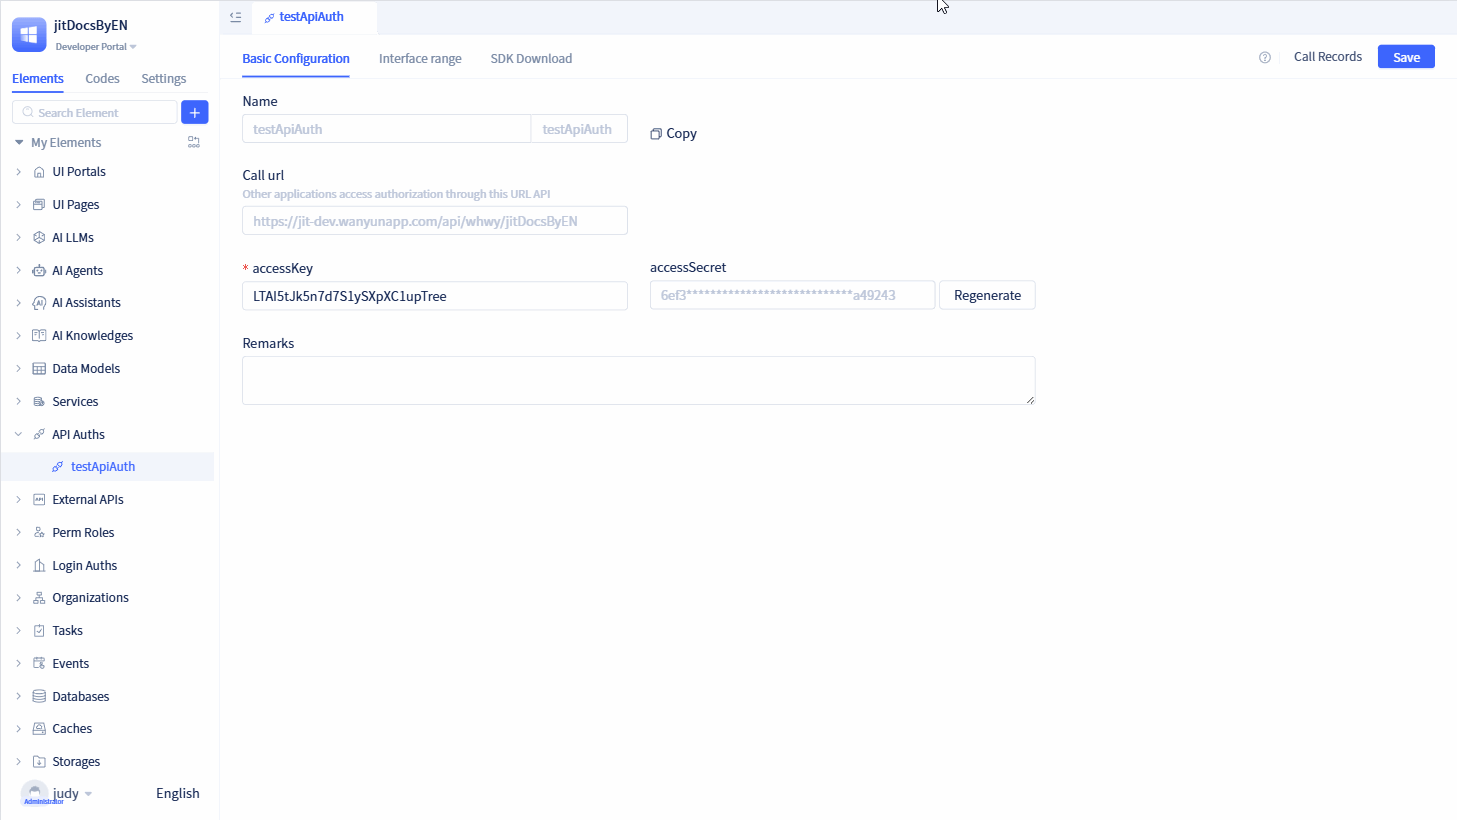 jitDocsByEN
Developer Portal
Elements Codes Settings
Search Element
My Elements
UI Portals
UI Pages
AI LLMs
AI Agents
AI Assistants
AI Knowledges
Data Models
Services
API Auths
testApiAuth
External APIs
Perm Roles
Login Auths
Organizations
Tasks
Events
Databases
Caches
Storages
judy
Administrator
English
testApiAuth
Basic Configuration Interface range SDK Download
Call Records Save
Name
testApiAuth testApiAuth Copy
Call url
Other applications access authorization through this URL API
https://jit-dev.wanyunapp.com/api/whwy/jitDocsByEN
* accessKey
LTAI5tJk5n7d7S1ySXpXC1upTree
accessSecret
6ef3****************************a49243 Regenerate
Remarks